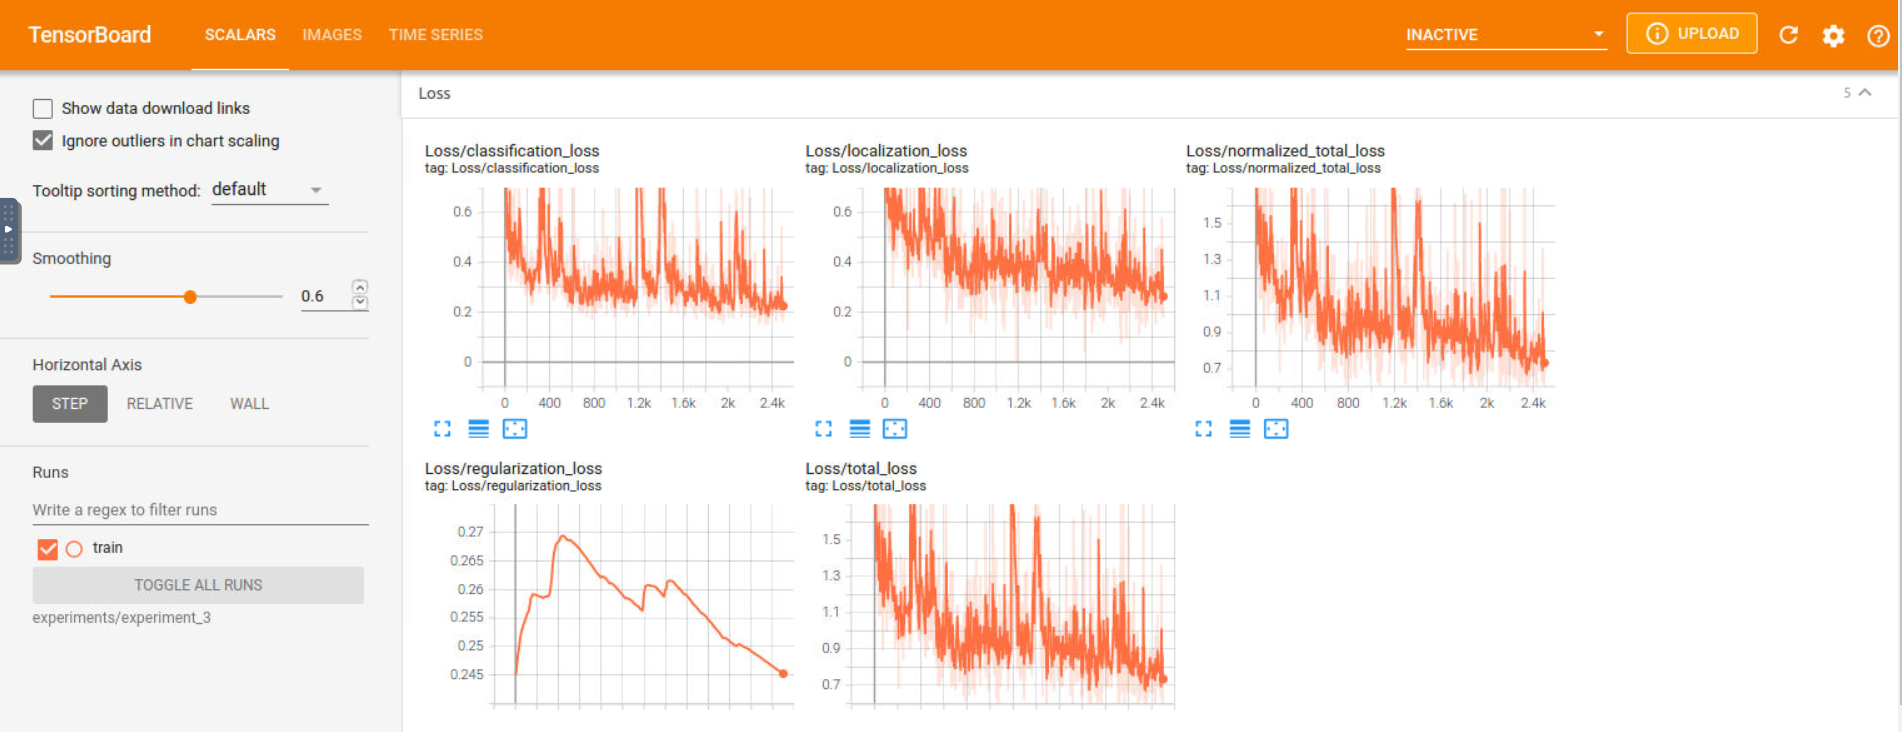 TensorBoard
SCALARS
IMAGES
TIME SERIES
INACTIVE
UPLOAD
Show data download links
Ignore outliers in chart scaling
Tooltip sorting method: default
Smoothing
0.6
Horizontal Axis
STEP
RELATIVE
WALL
Runs
Write a regex to filter runs
train
TOGGLE ALL RUNS
experiments/experiment_3
Loss
5
Loss/classification_loss
tag: Loss/classification_loss
0.6
0.4
0.2
0
0 400 800 1.2k 1.6k 2k 2.4k
Loss/localization_loss
tag: Loss/localization_loss
0.6
0.4
0.2
0
0 400 800 1.2k 1.6k 2k 2.4k
Loss/normalized_total_loss
tag: Loss/normalized_total_loss
1.5
1.3
1.1
0.9
0.7
0 400 800 1.2k 1.6k 2k 2.4k
Loss/regularization_loss
tag: Loss/regularization_loss
0.27
0.265
0.26
0.255
0.25
0.245
Loss/total_loss
tag: Loss/total_loss
1.5
1.3
1.1
0.9
0.7